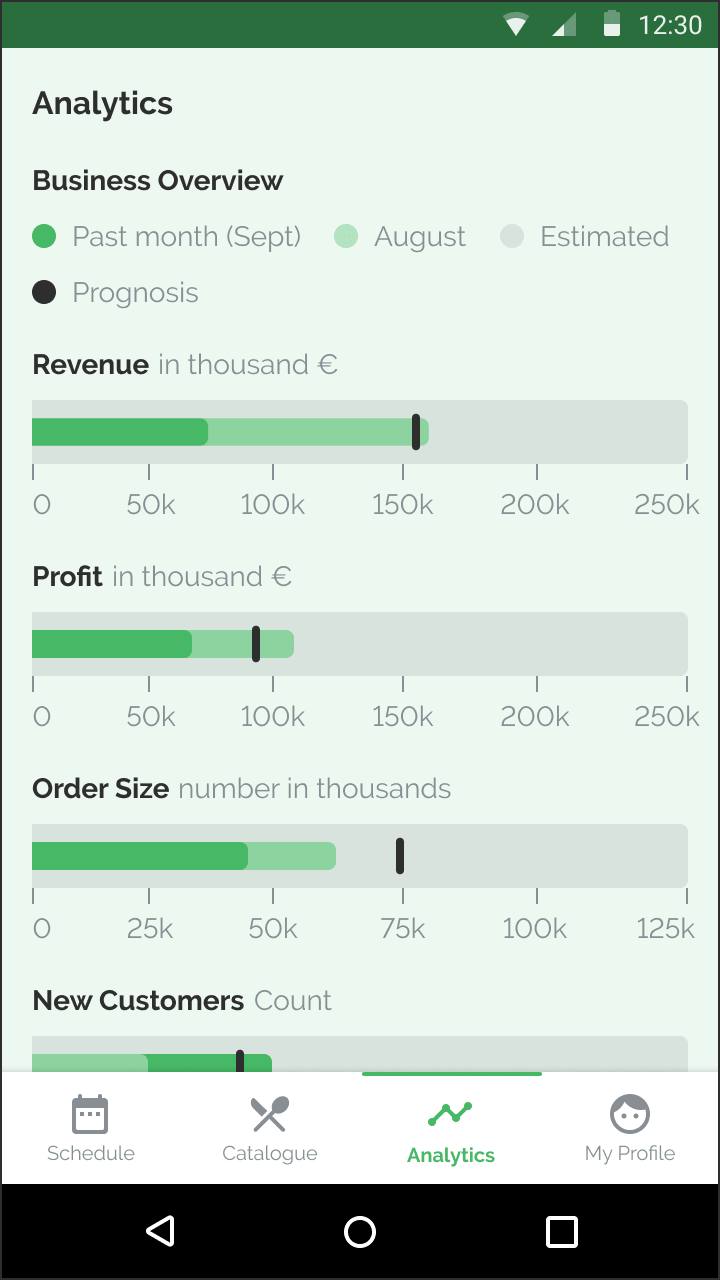 12:30
Analytics
Business Overview
Past month (Sept) August Estimated
Prognosis
Revenue in thousand €
0 50k 100k 150k 200k 250k
Profit in thousand €
0 50k 100k 150k 200k 250k
Order Size number in thousands
0 25k 50k 75k 100k 125k
New Customers Count
Schedule Catalogue Analytics My Profile